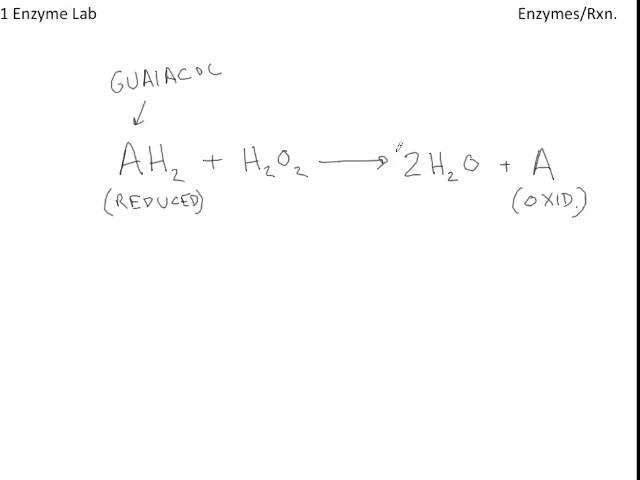 1 Enzyme Lab Enzymes/Rxn.
GUAIACOL
AH₂ + H₂O₂ → 2H₂O + A
(REDUCED) (OXID.)